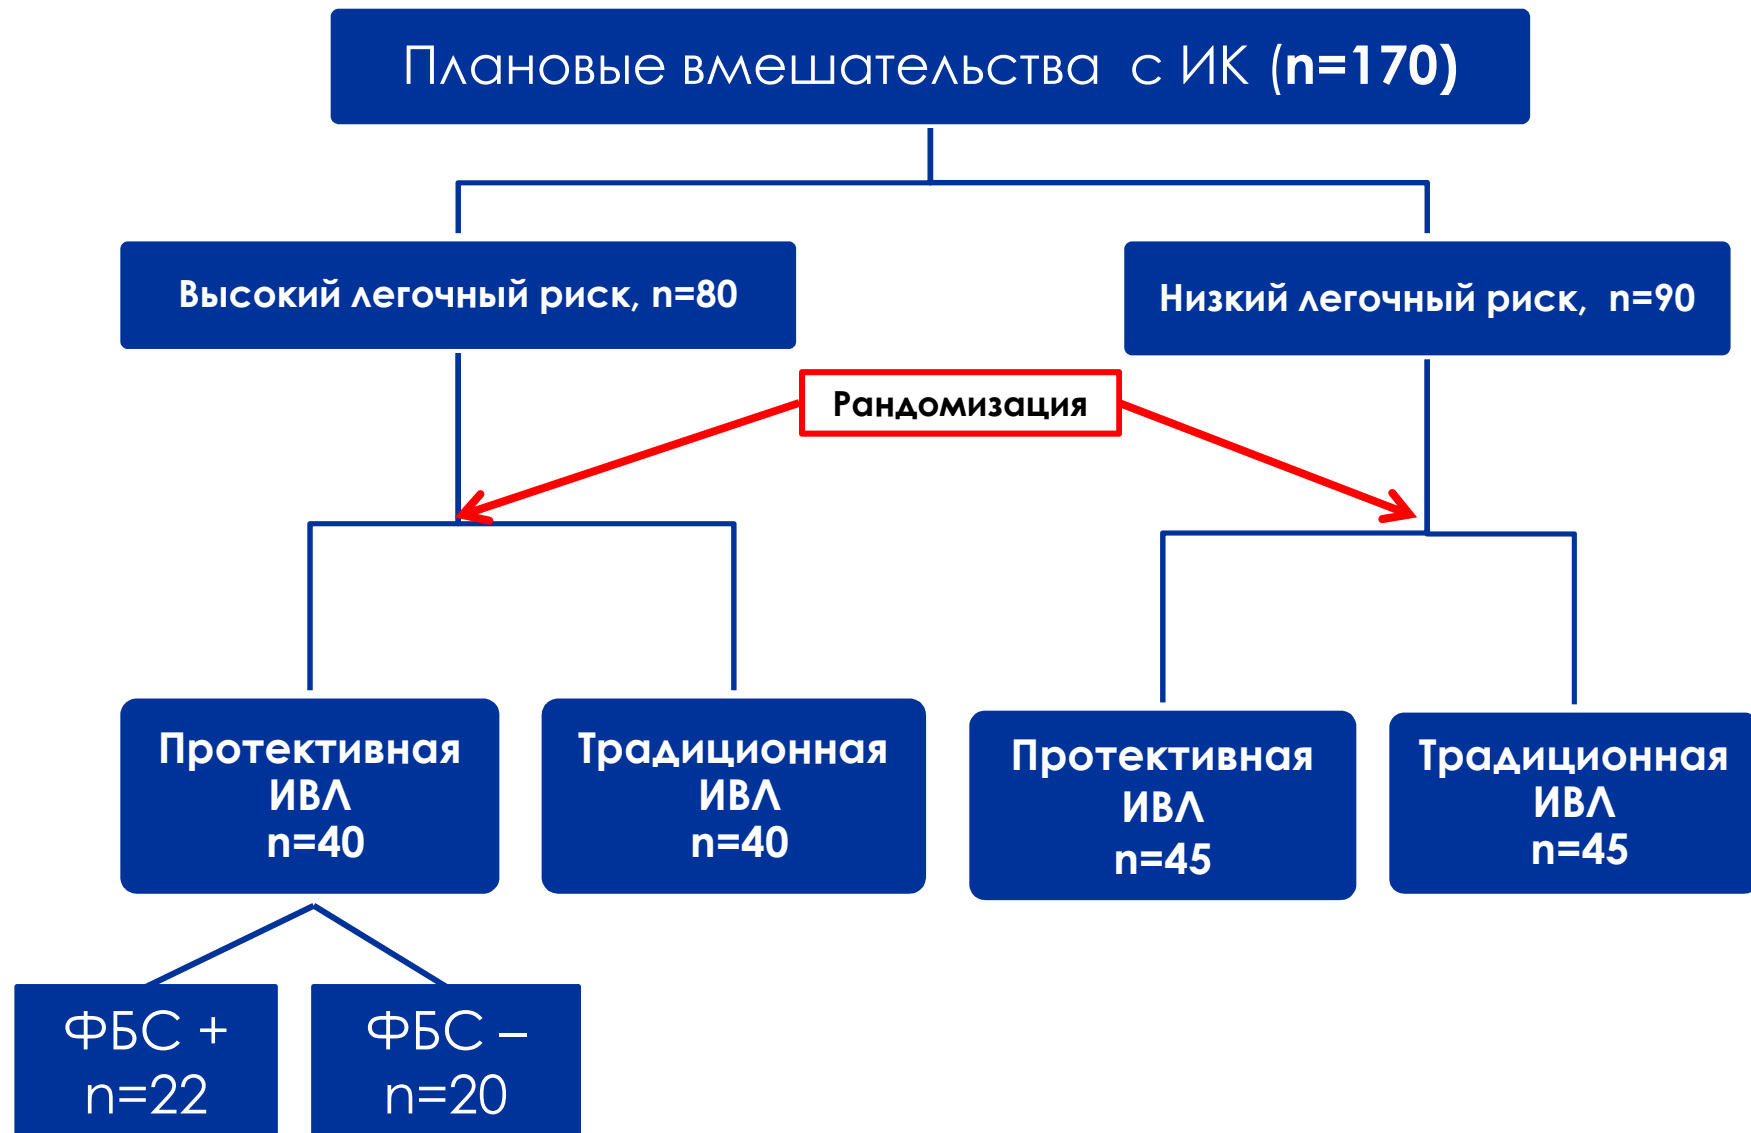 Плановые вмешательства с ИК (n=170)
Высокий легочный риск, n=80
Низкий легочный риск, n=90
Рандомизация
Протективная
ИВЛ
n=40
Традиционная
ИВЛ
n=40
Протективная
ИВЛ
n=45
Традиционная
ИВЛ
n=45
ФБС +
n=22
ФБС –
n=20